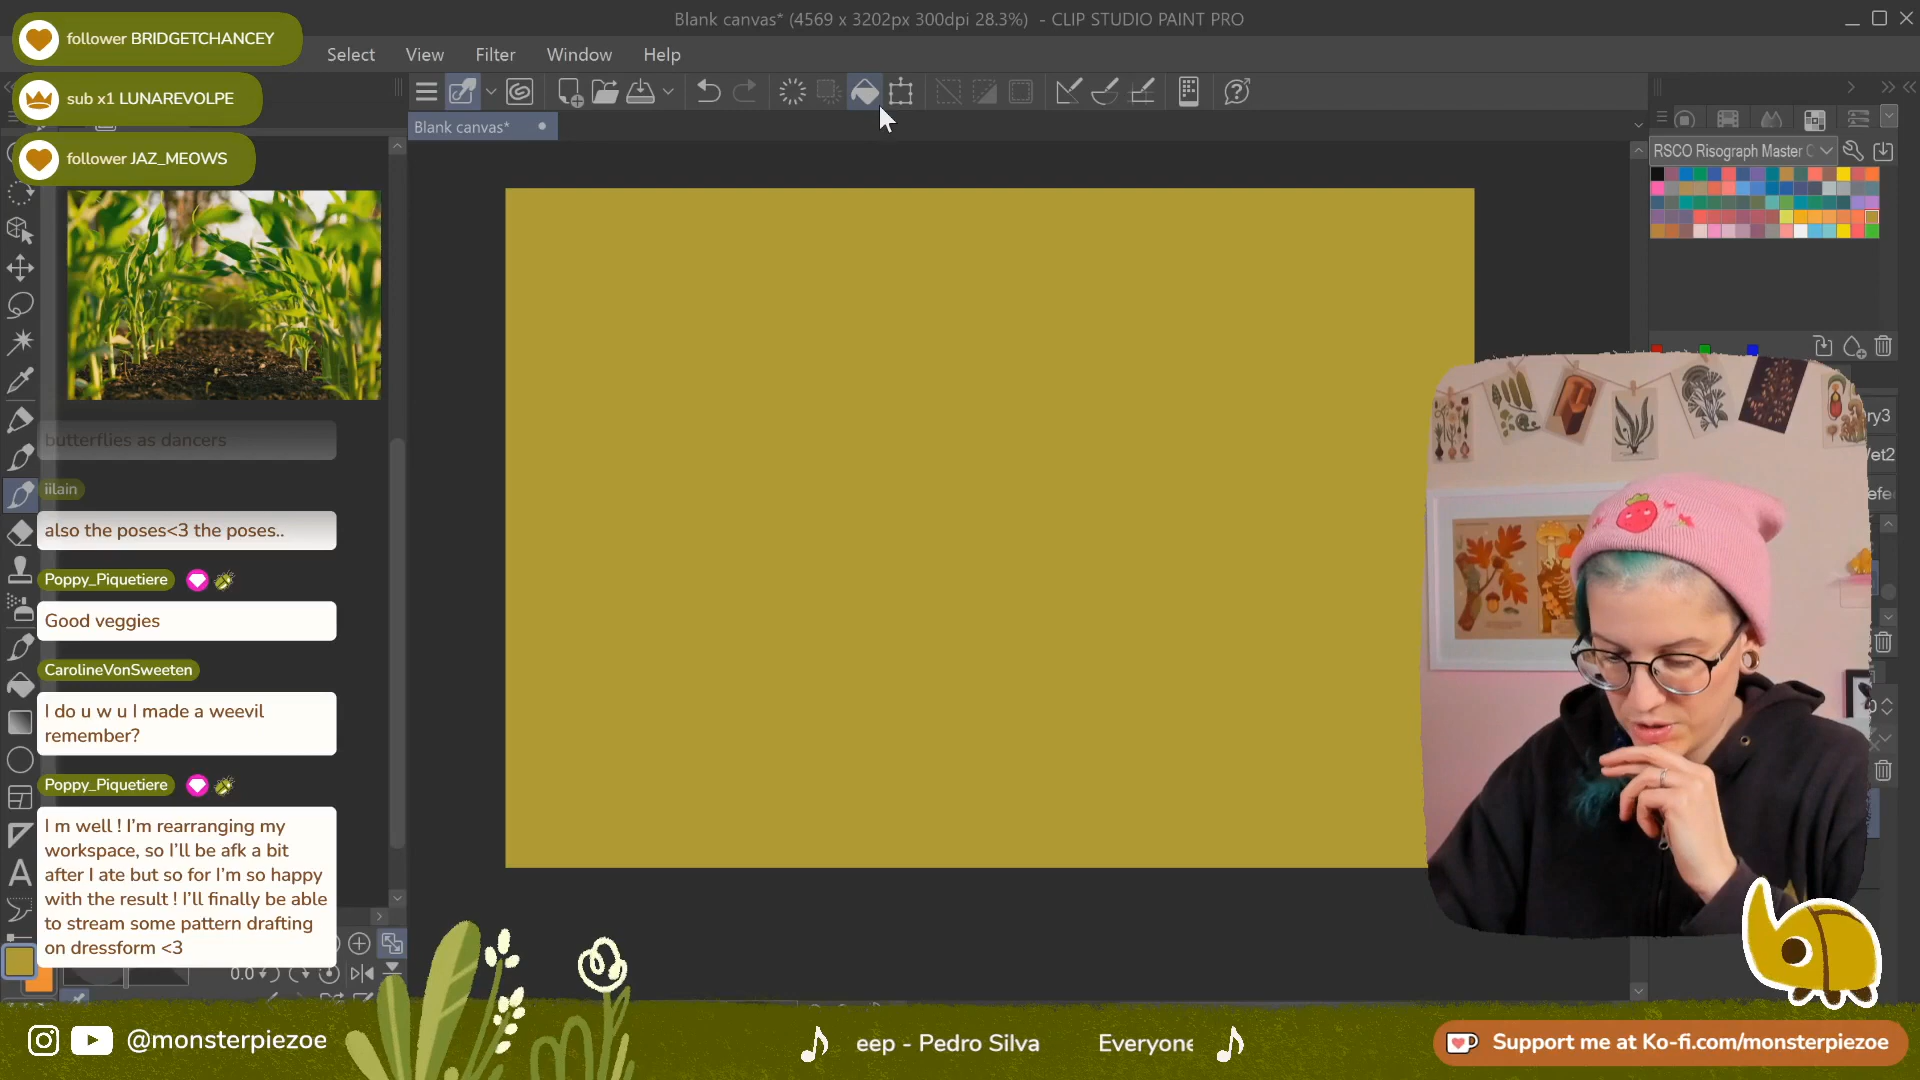 Blank canvas* (4569 x 3202px 300dpi 28.3%) - CLIP STUDIO PAINT PRO
follower BRIDGETCHANCEY
Select View Filter Window Help
sub x1 LUNAREVOLPE
Blank canvas*
follower JAZ_MEOWS
RSCO Risograph Master C
butterflies as dancers
iilain
also the poses<3 the poses..
Poppy_Piquetiere
Good veggies
CarolineVonSweeten
I do u w u I made a weevil
remember?
Poppy_Piquetiere
I m well ! I'm rearranging my
workspace, so I'll be afk a bit
after I ate but so for I'm so happy
with the result ! I'll finally be able
to stream some pattern drafting
on dressform <3
0.0
@monsterpiezoe
eep - Pedro Silva
Everyone
Support me at Ko-fi.com/monsterpiezoe